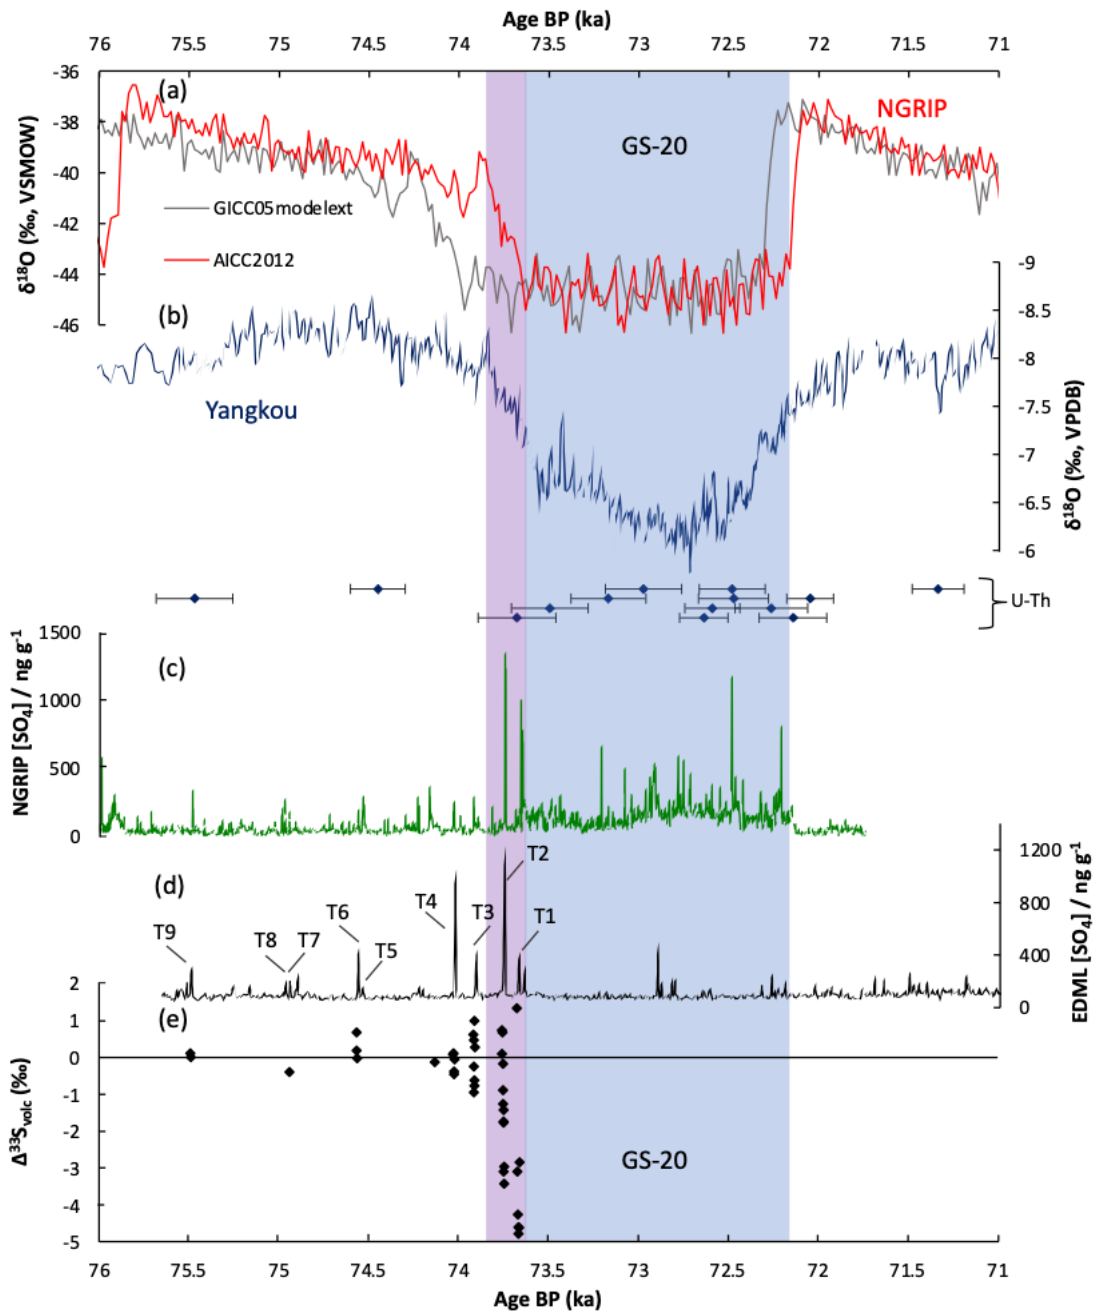 Age BP (ka)
76 75.5 75 74.5 74 73.5 73 72.5 72 71.5 71
-36
-38
-40
-42
-44
-46
δ¹⁸O (‰, VSMOW)
(a)
NGRIP
GS-20
GICC05modelext
AICC2012
(b)
Yangkou
-9
-8.5
-8
-7.5
-7
-6.5
-6
δ¹⁸O (‰, VPDB)
U-Th
1500
1000
500
0
NGRIP [SO₄] / ng g⁻¹
(c)
(d)
T9
T8
T7
T6
T5
T4
T3
T2
T1
1200
800
400
0
EDML [SO₄] / ng g⁻¹
2
1
0
-1
-2
-3
-4
-5
Δ³³Sᵥₒₗc (‰)
(e)
GS-20
76 75.5 75 74.5 74 73.5 73 72.5 72 71.5 71
Age BP (ka)